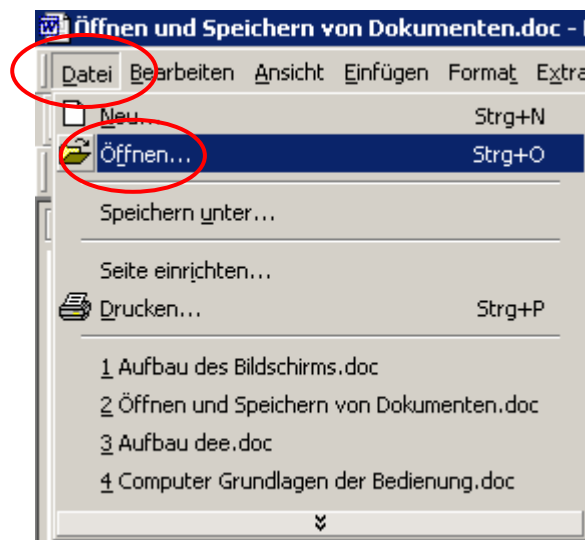 Öffnen und Speichern von Dokumenten.doc -
Datei Bearbeiten Ansicht Einfügen Format Extra
Neu... Strg+N
Öffnen... Strg+O
Speichern unter...
Seite einrichten...
Drucken... Strg+P
1 Aufbau des Bildschirms.doc
2 Öffnen und Speichern von Dokumenten.doc
3 Aufbau dee.doc
4 Computer Grundlagen der Bedienung.doc